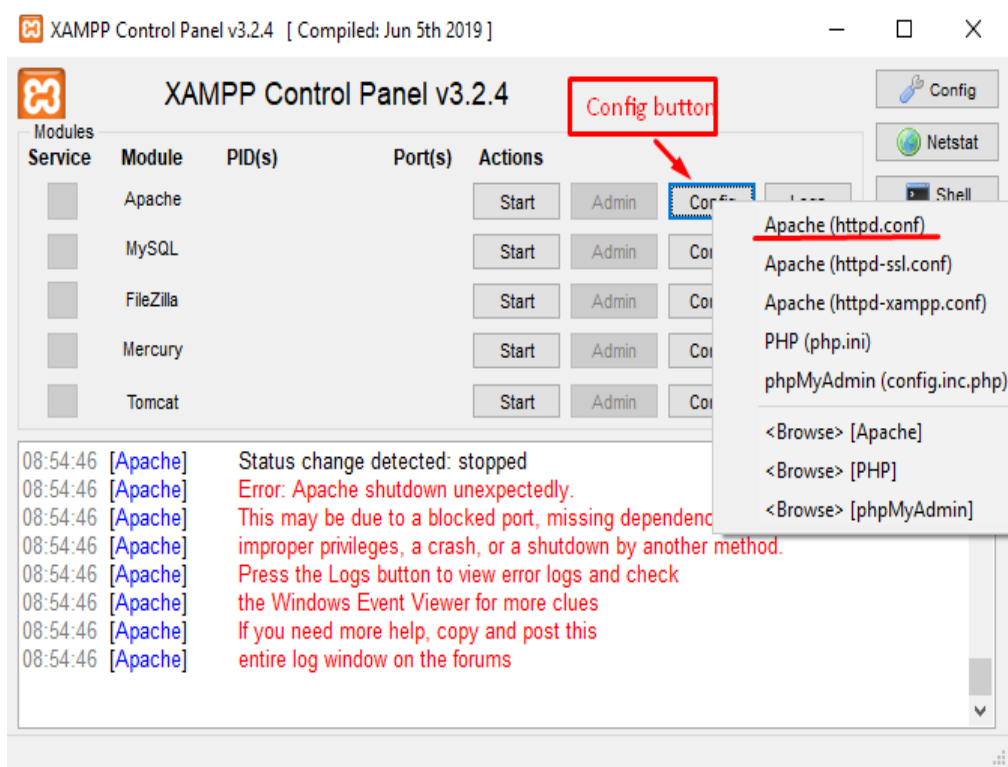 XAMPP Control Panel v3.2.4 [ Compiled: Jun 5th 2019 ]
XAMPP Control Panel v3.2.4
Config button
Config
Modules
Netstat
Service Module PID(s) Port(s) Actions
Shell
Apache Start Admin Config
Apache (httpd.conf)
MySQL Start Admin
Apache (httpd-ssl.conf)
FileZilla Start Admin
Apache (httpd-xampp.conf)
Mercury Start Admin
PHP (php.ini)
phpMyAdmin (config.inc.php)
Tomcat Start Admin
<Browse> [Apache]
<Browse> [PHP]
<Browse> [phpMyAdmin]
08:54:46 [Apache] Status change detected: stopped
08:54:46 [Apache] Error: Apache shutdown unexpectedly.
08:54:46 [Apache] This may be due to a blocked port, missing
08:54:46 [Apache] improper privileges, a crash, or a shutdown by another method.
08:54:46 [Apache] Press the Logs button to view error logs and check
08:54:46 [Apache] the Windows Event Viewer for more clues
08:54:46 [Apache] If you need more help, copy and post this
08:54:46 [Apache] entire log window on the forums